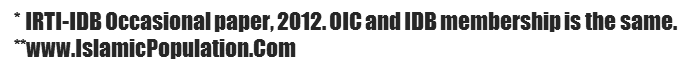 * IRTI-IDB Occasional paper, 2012. OIC and IDB membership is the same.
**www.IslamicPopulation.Com